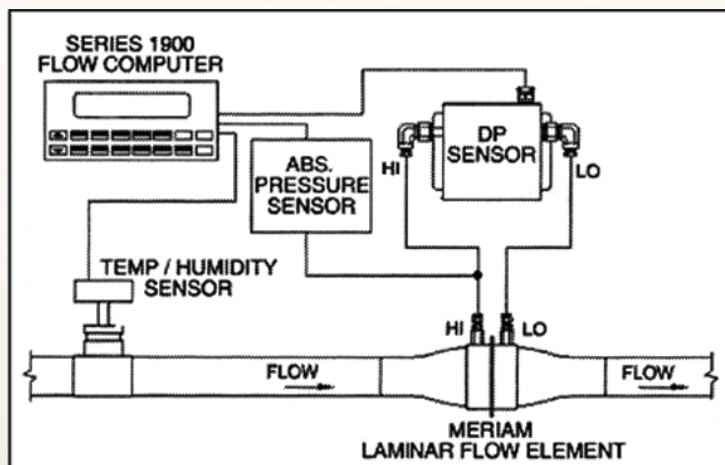 SERIES 1900
FLOW COMPUTER
DP
SENSOR
HI
LO
ABS.
PRESSURE
SENSOR
TEMP / HUMIDITY
SENSOR
HI
LO
FLOW
FLOW
MERIAM
LAMINAR FLOW ELEMENT